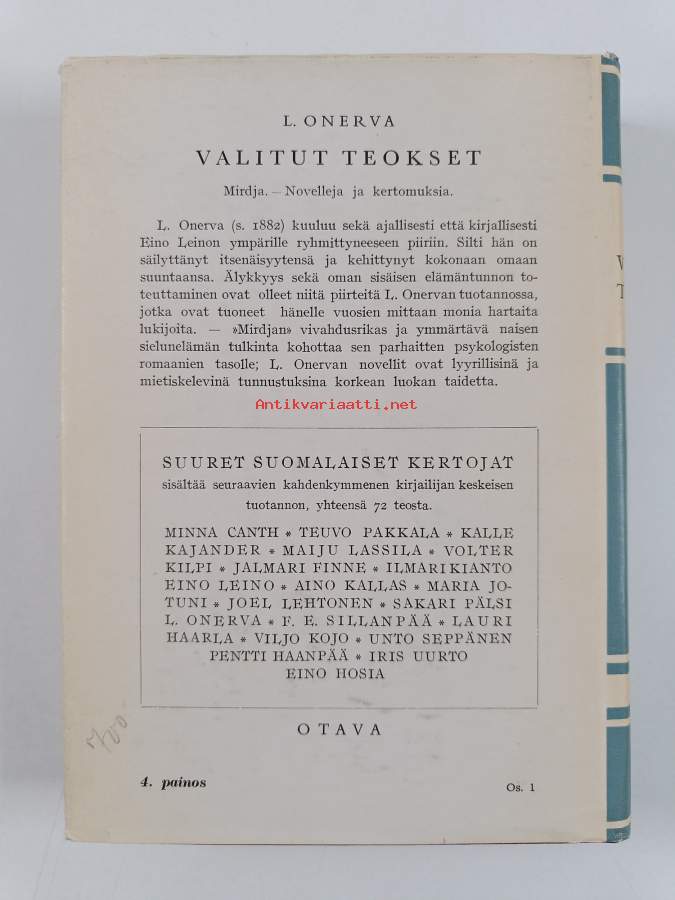 L. ONERVA
VALITUT TEOKSET
Mirdja. — Novelleja ja kertomuksia.
L. Onerva (s. 1882) kuuluu sekä ajallisesti että kirjallisesti
Eino Leinon ympärille ryhmittyneeseen piiriin. Silti hän on
säilyttänyt itsenäisyytensä ja kehittynyt kokonaan omaan
suuntaansa. Älykkyys sekä oman sisäisen elämäntunnon to-
teuttaminen ovat olleet niitä piirteitä L. Onervan tuotannossa,
jotka ovat tuoneet hänelle vuosien mittaan monia hartaita
lukijoita. — »Mirdjan» vivahdusrikas ja ymmärtävä naisen
sielunelämän tulkinta kohottaa sen parhaitten psykologisten
romaanien tasolle; L. Onervan novellit ovat lyyrillisinä ja
mietiskelevinä tunnustuksina korkean luokan taidetta.
Antikvariaatti.net
SUURET SUOMALAISET KERTOJAT
sisältää seuraavien kahdenkymmenen kirjailijan keskeisen
tuotannon, yhteensä 72 teosta.
MINNA CANTH * TEUVO PAKKALA * KALLE
KAJANDER * MAIJU LASSILA * VOLTER
KILPI * JALMARI FINNE * ILMARI KIANTO
EINO LEINO * AINO KALLAS * MARIA JO-
TUNI * JOEL LEHTONEN * SAKARI PÄLSI
L. ONERVA * F. E. SILLANPÄÄ * LAURI
HAARLA * VILJO KOJO * UNTO SEPPÄNEN
PENTTI HAANPÄÄ * IRIS UURTO
EINO HOSIA
OTAVA
4. painos
Os. 1